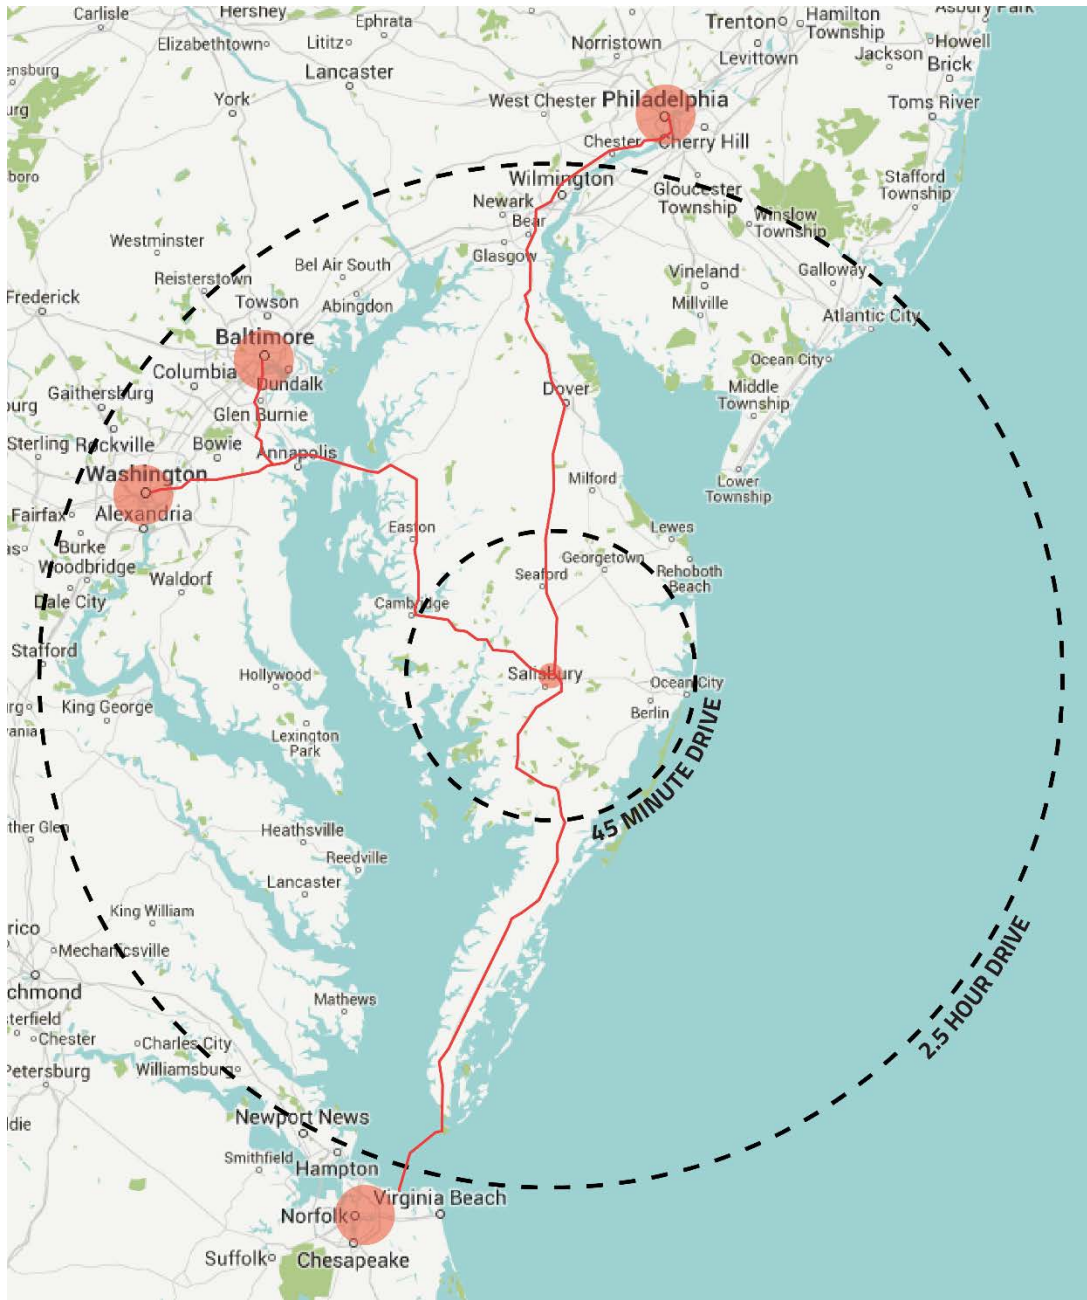 Carlisle
Hershey
Ephrata
Trenton
Hamilton
Township
Asbury Park
Elizabethtown
Lititz
Norristown
Levittown
Jackson
Howell
Brick
Lancaster
York
West Chester
Philadelphia
Toms River
Chester
Cherry Hill
Wilmington
Gloucester
Township
Stafford
Township
Newark
Bear
Winslow
Township
Westminster
Glasgow
Bel Air South
Vineland
Galloway
Reisterstown
Frederick
Towson
Abingdon
Millville
Atlantic City
Baltimore
Ocean City
Columbia
Dundalk
Dover
Middle
Township
Gaithersburg
Glen Burnie
Sterling
Rockville
Bowie
Annapolis
Washington
Milford
Lower
Township
Fairfax
Alexandria
Easton
Lewes
Burke
Georgetown
Woodbridge
Waldorf
Seaford
Rehoboth
Beach
Dale City
Cambridge
Stafford
Hollywood
Salisbury
Ocean City
King George
Berlin
Lexington
Park
45 MINUTE DRIVE
Heathsville
Reedville
Lancaster
King William
Mechanicsville
2.5 HOUR DRIVE
Mathews
Chester
Charles City
Petersburg
Williamsburg
Newport News
Smithfield
Hampton
Virginia Beach
Norfolk
Suffolk
Chesapeake